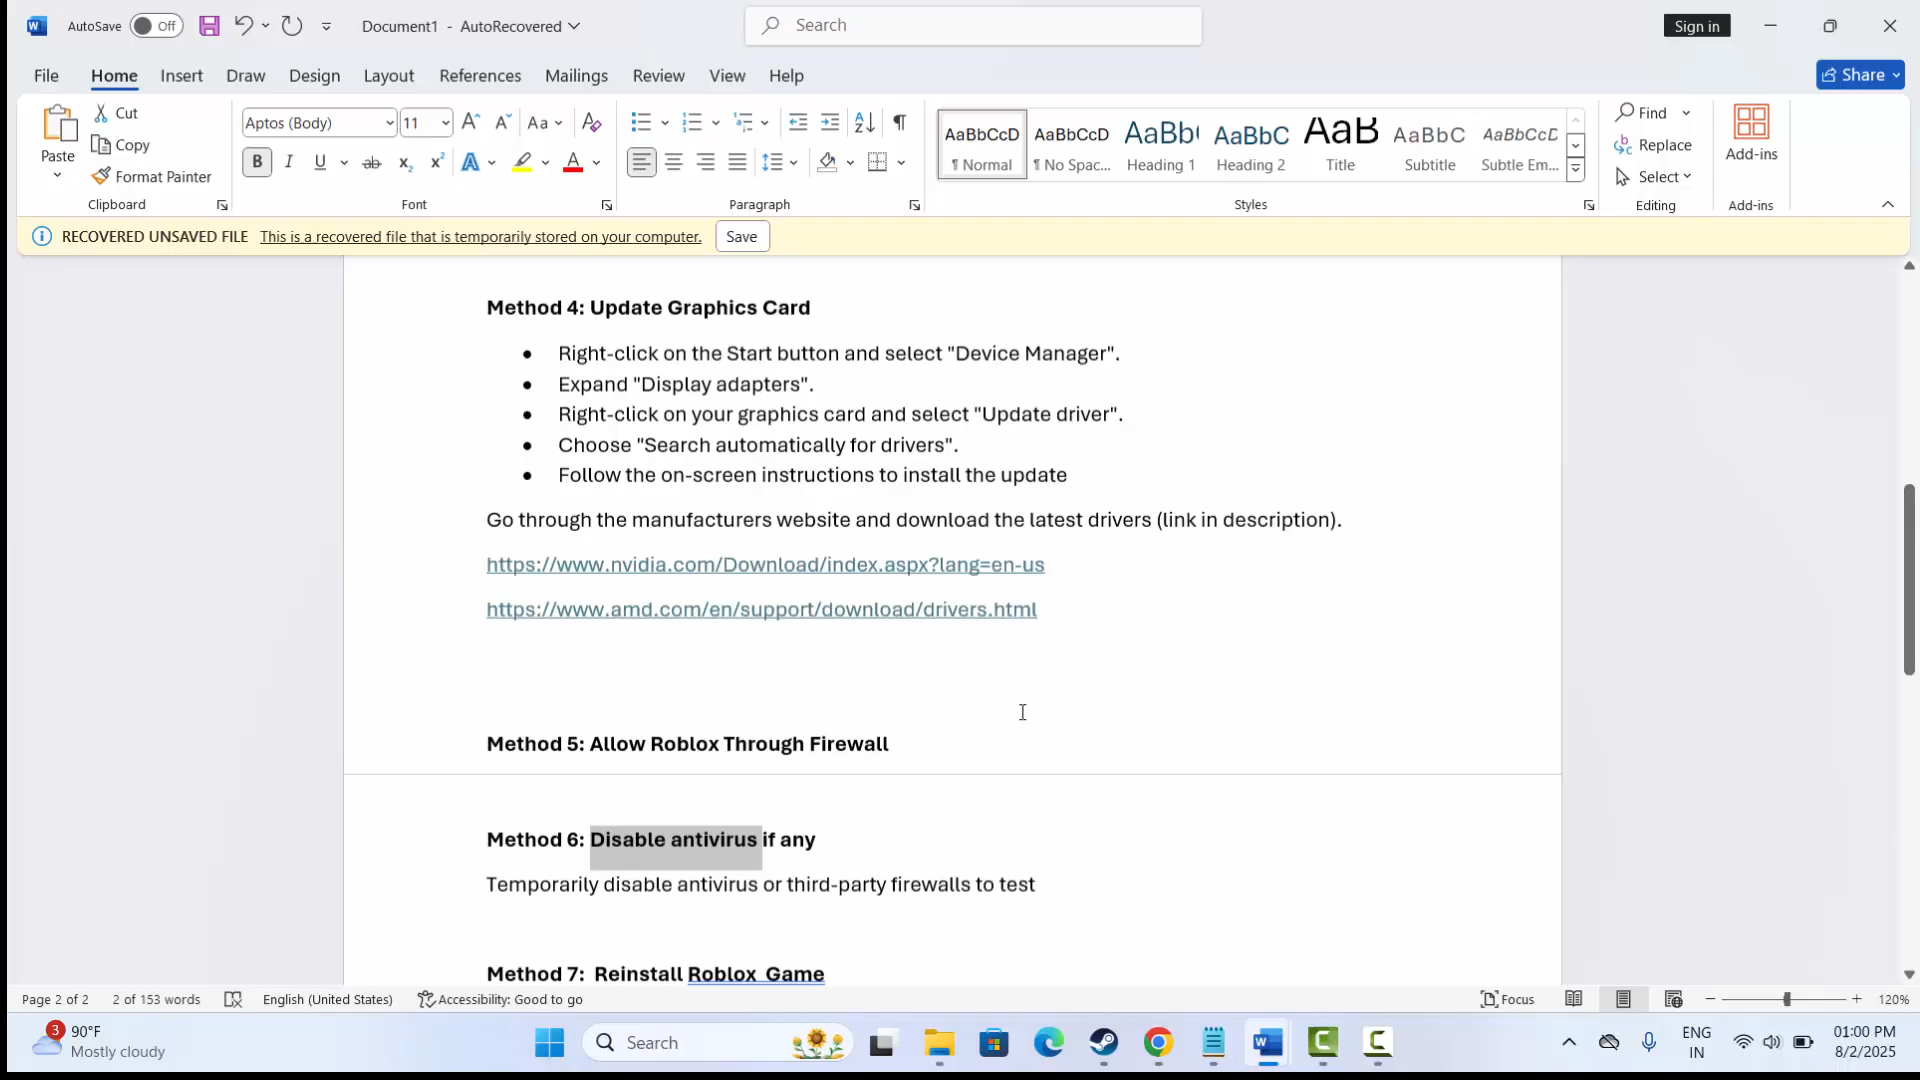 AutoSave Off Document1 - AutoRecovered Search Sign in
File Home Insert Draw Design Layout References Mailings Review View Help Share
Paste Cut Copy Format Painter Clipboard
Aptos (Body) 11 Aa
B I U ab x₂ x² A A
Font
Paragraph
AaBbCcD AaBbCcD AaBb( AaBbC AaB AaBbC AaBbCcD
¶ Normal ¶ No Spac... Heading 1 Heading 2 Title Subtitle Subtle Em...
Styles
Find Replace Select Editing
Add-ins
Add-ins
RECOVERED UNSAVED FILE This is a recovered file that is temporarily stored on your computer. Save
Method 4: Update Graphics Card
• Right-click on the Start button and select "Device Manager".
• Expand "Display adapters".
• Right-click on your graphics card and select "Update driver".
• Choose "Search automatically for drivers".
• Follow the on-screen instructions to install the update
Go through the manufacturers website and download the latest drivers (link in description).
https://www.nvidia.com/Download/index.aspx?lang=en-us
https://www.amd.com/en/support/download/drivers.html
Method 5: Allow Roblox Through Firewall
Method 6: Disable antivirus if any
Temporarily disable antivirus or third-party firewalls to test
Method 7: Reinstall Roblox Game
Page 2 of 2 2 of 153 words English (United States) Accessibility: Good to go Focus 120%
3 90°F
Mostly cloudy
Search
ENG
IN
01:00 PM
8/2/2025